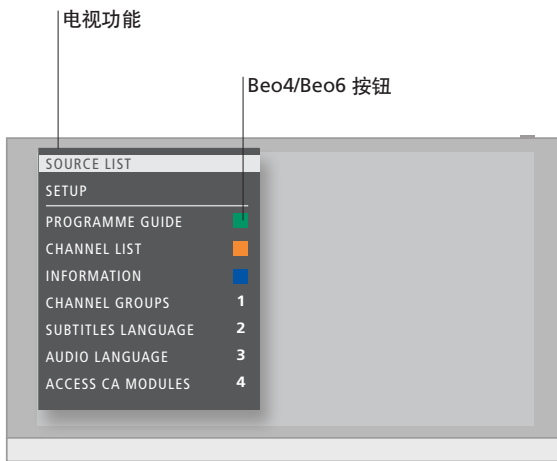 电视功能
Beo4/Beo6 按钮
SOURCE LIST
SETUP
PROGRAMME GUIDE
CHANNEL LIST
INFORMATION
CHANNEL GROUPS 1
SUBTITLES LANGUAGE 2
AUDIO LANGUAGE 3
ACCESS CA MODULES 4